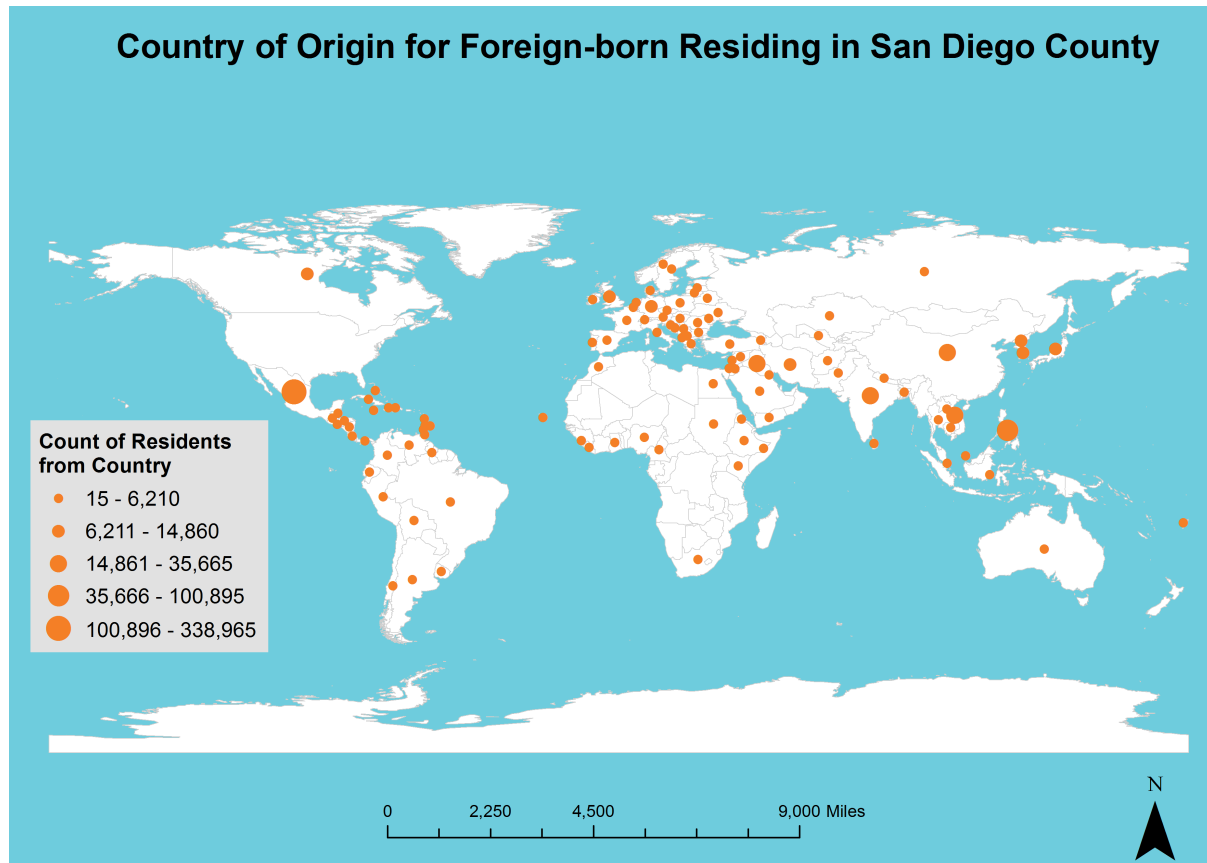 Country of Origin for Foreign-born Residing in San Diego County
Count of Residents
from Country
15 - 6,210
6,211 - 14,860
14,861 - 35,665
35,666 - 100,895
100,896 - 338,965
0 2,250 4,500 9,000 Miles
N